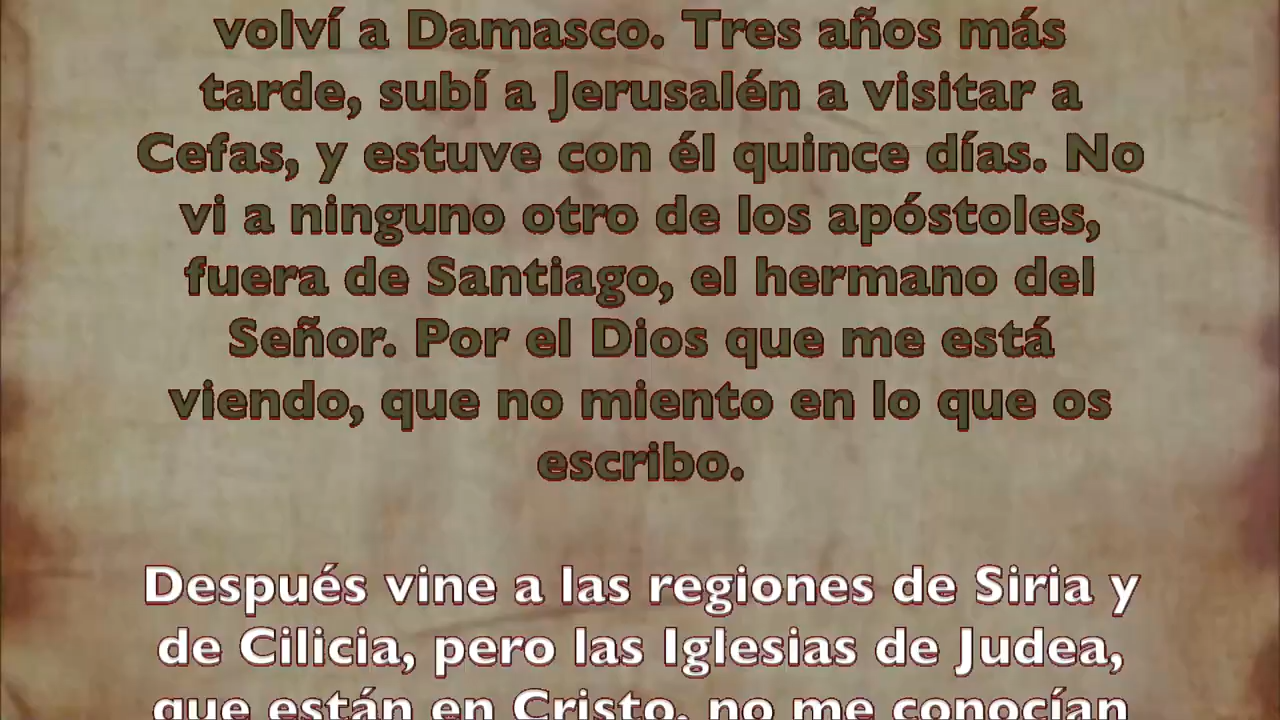 volví a Damasco. Tres años más
tarde, subí a Jerusalén a visitar a
Cefas, y estuve con él quince días. No
vi a ninguno otro de los apóstoles,
fuera de Santiago, el hermano del
Señor. Por el Dios que me está
viendo, que no miento en lo que os
escribo.
Después vine a las regiones de Siria y
de Cilicia, pero las Iglesias de Judea,
que están en Cristo, no me conocían